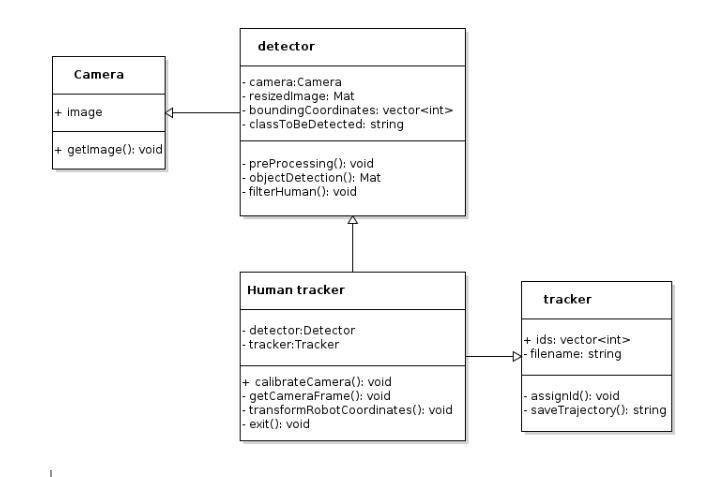 detector
- camera:Camera
- resizedImage: Mat
- boundingCoordinates: vector<int>
- classToBeDetected: string
- preProcessing(): void
- objectDetection(): Mat
- filterHuman(): void
Camera
+ image
+ getImage(): void
Human tracker
- detector:Detector
- tracker:Tracker
+ calibrateCamera(): void
- getCameraFrame(): void
- transformRobotCoordinates(): void
- exit(): void
tracker
+ ids: vector<int>
- filename: string
- assignId(): void
- saveTrajectory(): string